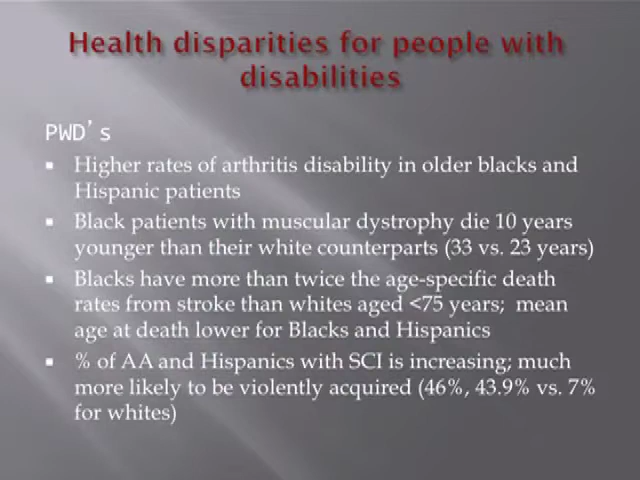 Health disparities for people with
disabilities
PWD's
▪ Higher rates of arthritis disability in older blacks and
Hispanic patients
▪ Black patients with muscular dystrophy die 10 years
younger than their white counterparts (33 vs. 23 years)
▪ Blacks have more than twice the age-specific death
rates from stroke than whites aged <75 years;  mean
age at death lower for Blacks and Hispanics
▪ % of AA and Hispanics with SCI is increasing; much
more likely to be violently acquired (46%, 43.9% vs. 7%
for whites)